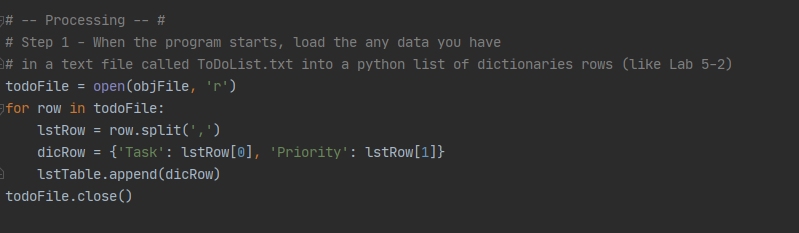 # -- Processing -- #
# Step 1 - When the program starts, load the any data you have
# in a text file called ToDoList.txt into a python list of dictionaries rows (like Lab 5-2)
todoFile = open(objFile, 'r')
for row in todoFile:
    lstRow = row.split(',')
    dicRow = {'Task': lstRow[0], 'Priority': lstRow[1]}
    lstTable.append(dicRow)
todoFile.close()